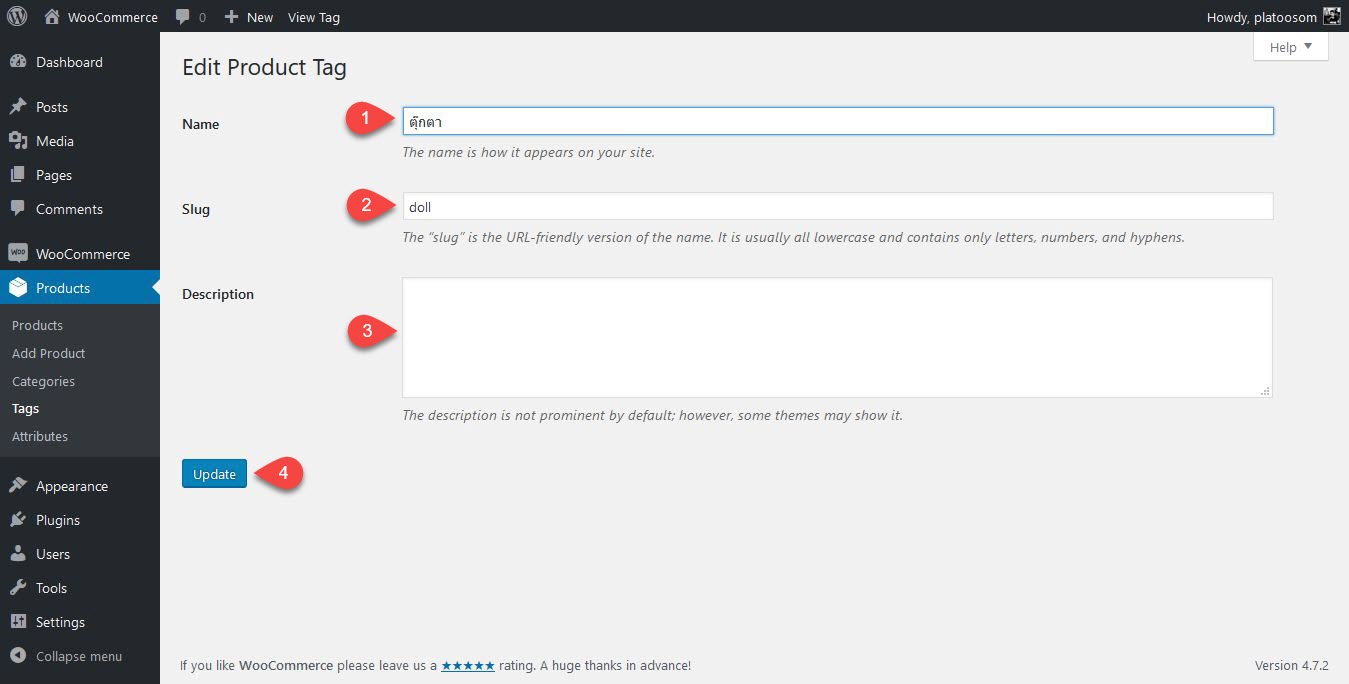 WooCommerce 0 New View Tag Howdy, platoosom
Help
Dashboard
Posts
Media
Pages
Comments
WooCommerce
Products
Products
Add Product
Categories
Tags
Attributes
Appearance
Plugins
Users
Tools
Settings
Collapse menu
Edit Product Tag
Name 1 ตุ๊กตา
The name is how it appears on your site.
Slug 2 doll
The “slug” is the URL-friendly version of the name. It is usually all lowercase and contains only letters, numbers, and hyphens.
Description 3
The description is not prominent by default; however, some themes may show it.
Update 4
If you like WooCommerce please leave us a ★★★★★ rating. A huge thanks in advance! Version 4.7.2